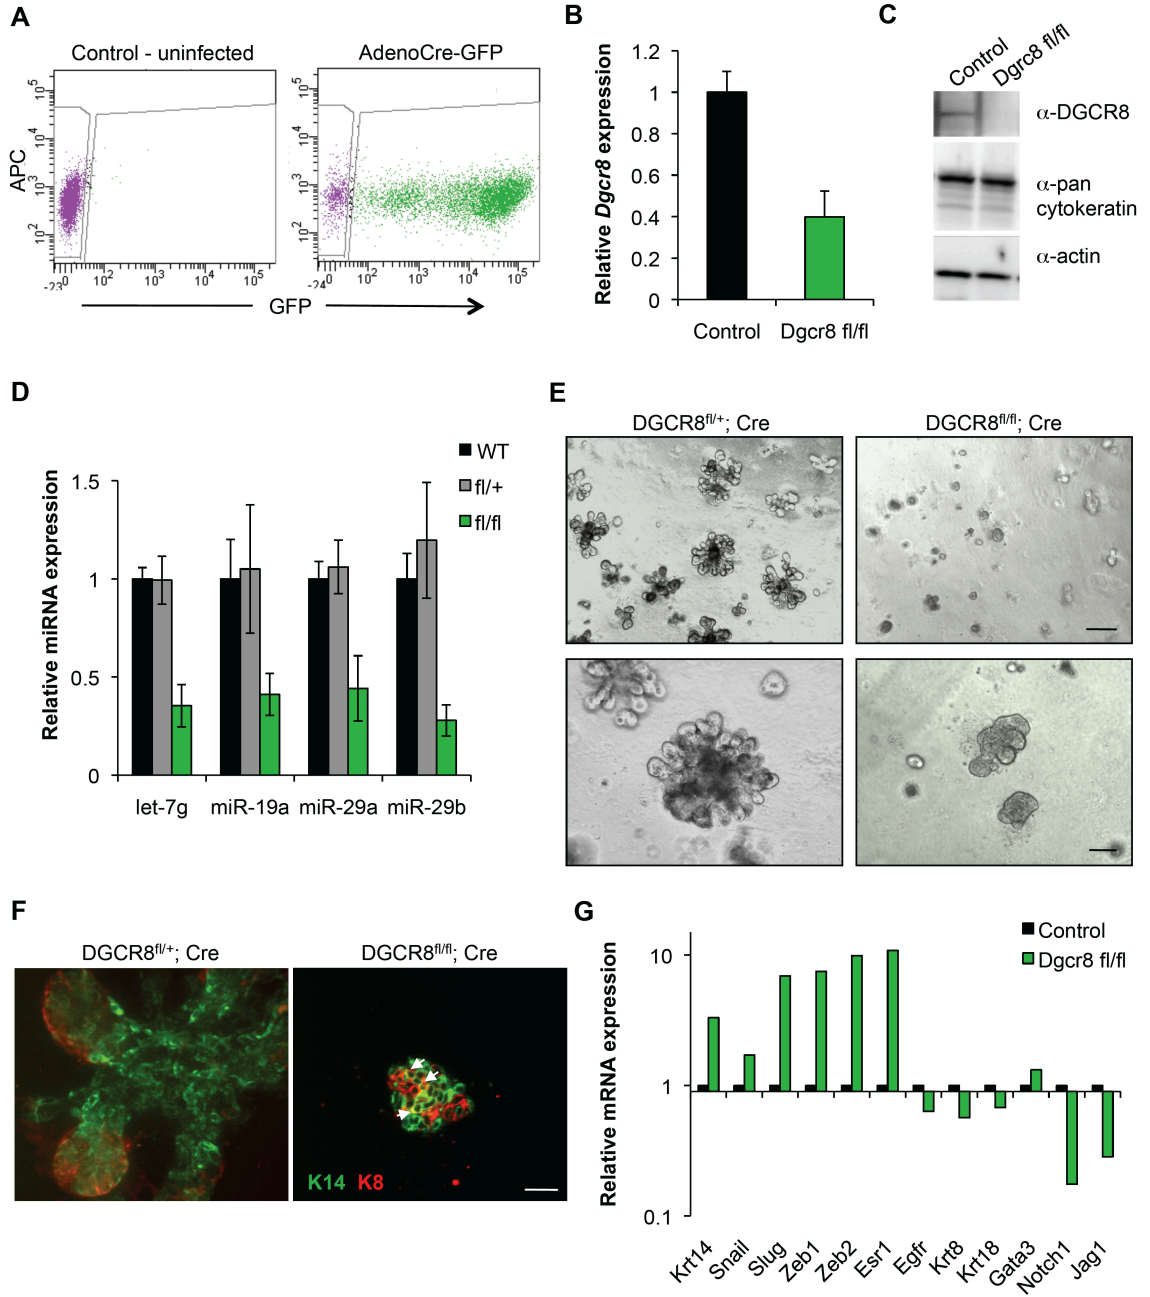 A
Control - uninfected
AdenoCre-GFP
APC
10^5
10^4
10^3
10^2
-23
0
10^2
10^3
10^4
10^5
10^5
10^4
10^3
10^2
-24
0
10^2
10^3
10^4
10^5
GFP
B
Relative Dgcr8 expression
1.2
1
0.8
0.6
0.4
0.2
0
Control
Dgcr8 fl/fl
C
Control
Dgrc8 fl/fl
α-DGCR8
α-pan
cytokeratin
α-actin
D
WT
fl/+
fl/fl
Relative miRNA expression
1.5
1
0.5
0
let-7g
miR-19a
miR-29a
miR-29b
E
DGCR8fl/+; Cre
DGCR8fl/fl; Cre
F
DGCR8fl/+; Cre
DGCR8fl/fl; Cre
K14 K8
G
Control
Dgcr8 fl/fl
Relative mRNA expression
10
1
0.1
Krt14
Snail
Slug
Zeb1
Zeb2
Esr1
Egfr
Krt8
Krt18
Gata3
Notch1
Jag1